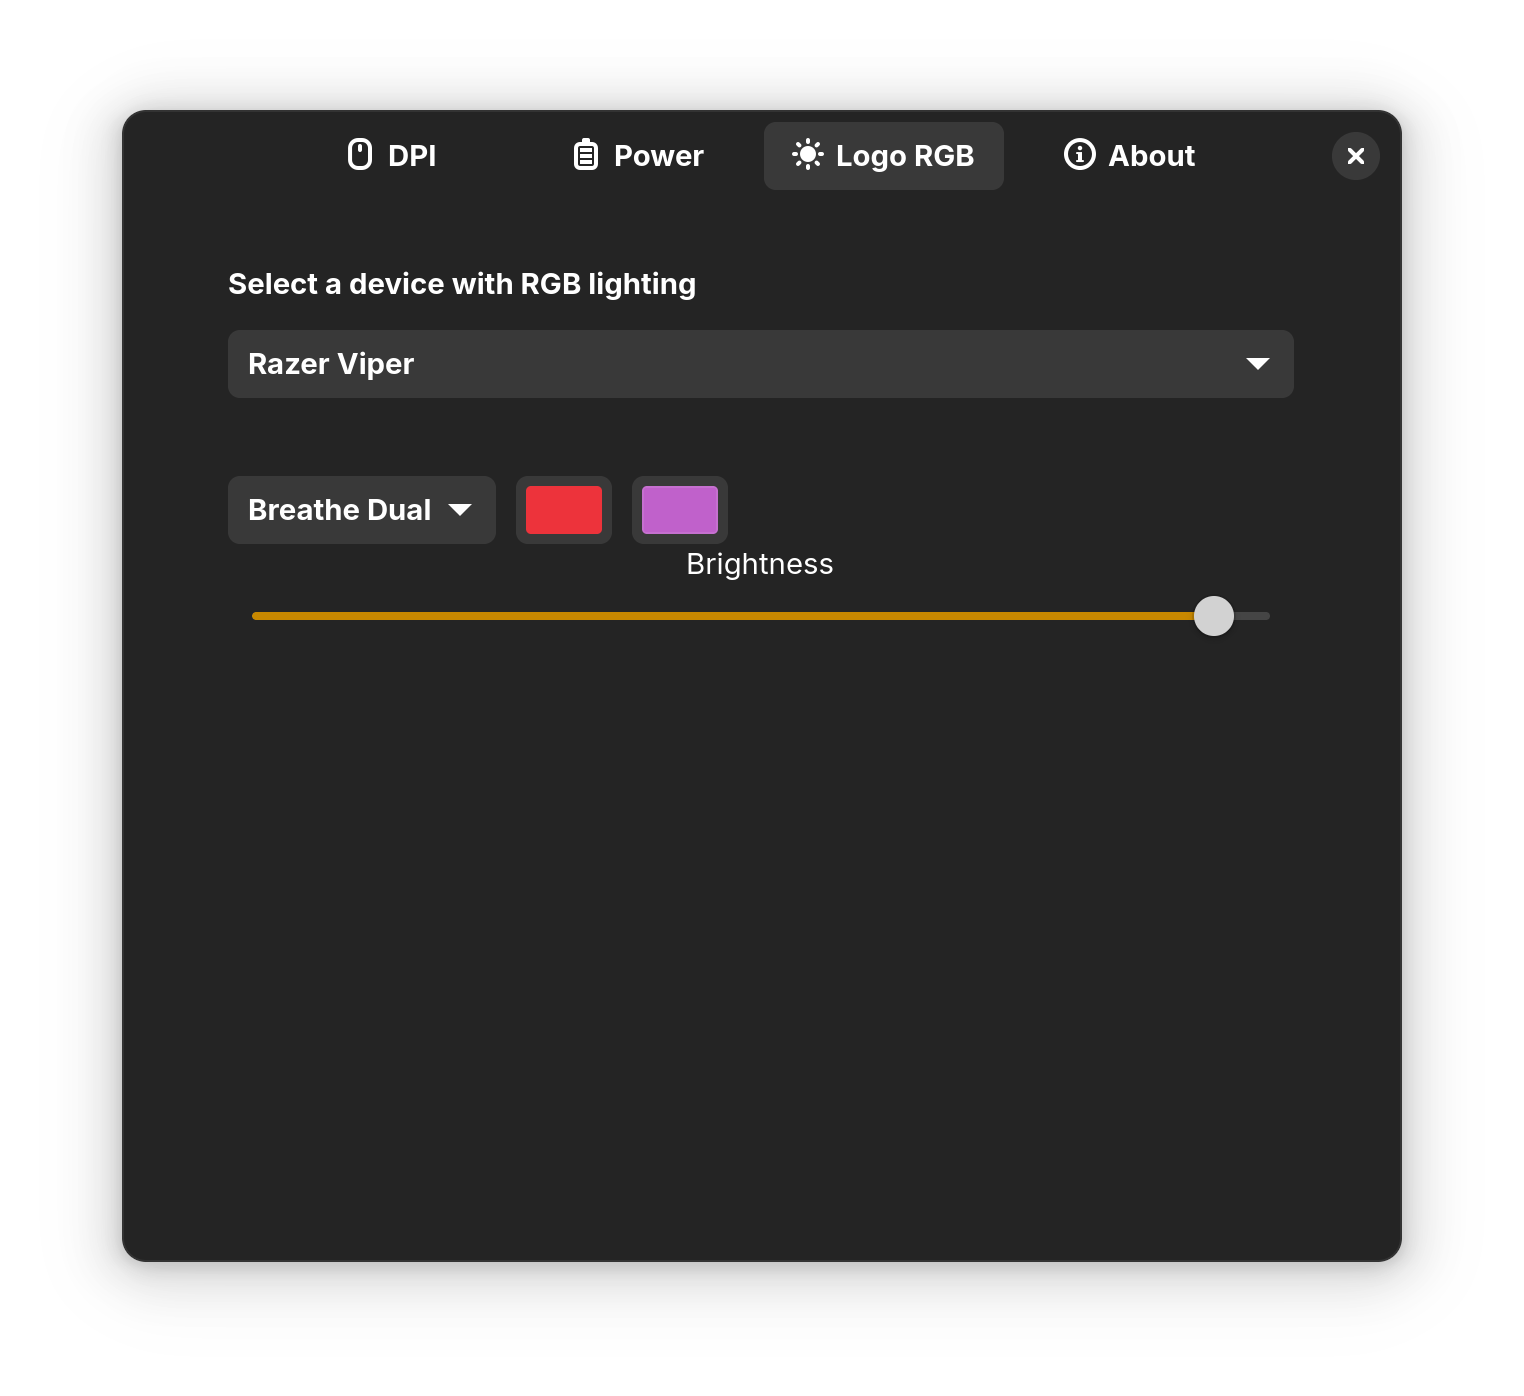 DPI Power Logo RGB About
Select a device with RGB lighting
Razer Viper
Breathe Dual
Brightness